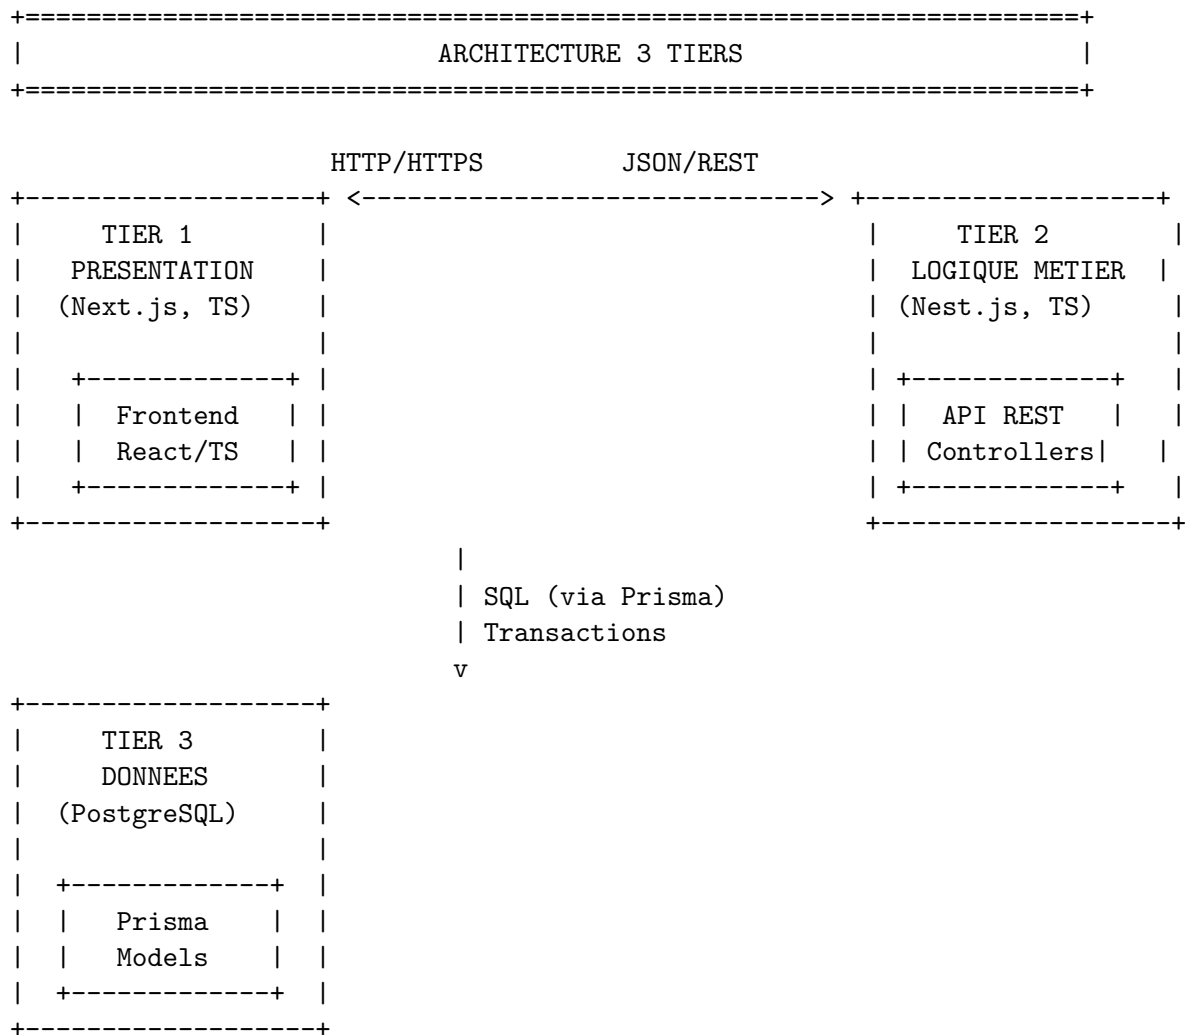 ARCHITECTURE 3 TIERS
HTTP/HTTPS JSON/REST
TIER 1
PRESENTATION
(Next.js, TS)
Frontend
React/TS
TIER 2
LOGIQUE METIER
(Nest.js, TS)
API REST
Controllers
SQL (via Prisma)
Transactions
v
TIER 3
DONNEES
(PostgreSQL)
Prisma
Models